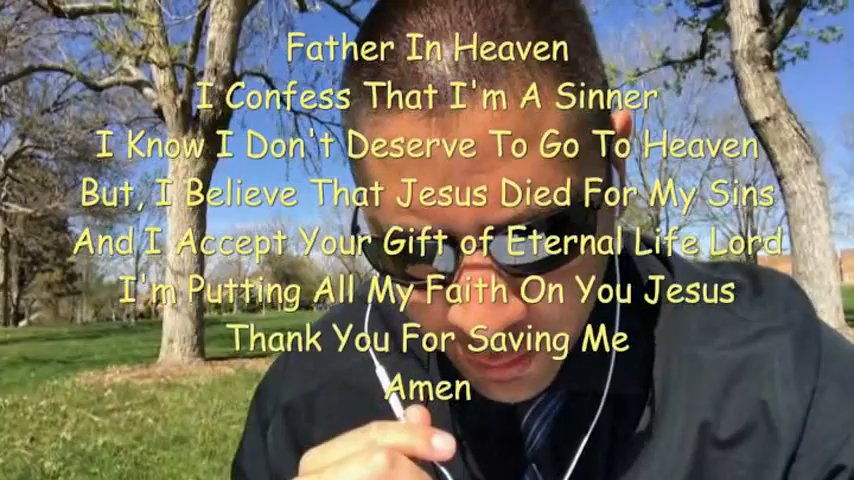 Father In Heaven
I Confess That I'm A Sinner
I Know I Don't Deserve To Go To Heaven
But, I Believe That Jesus Died For My Sins
And I Accept Your Gift of Eternal Life Lord
I'm Putting All My Faith On You Jesus
Thank You For Saving Me
Amen